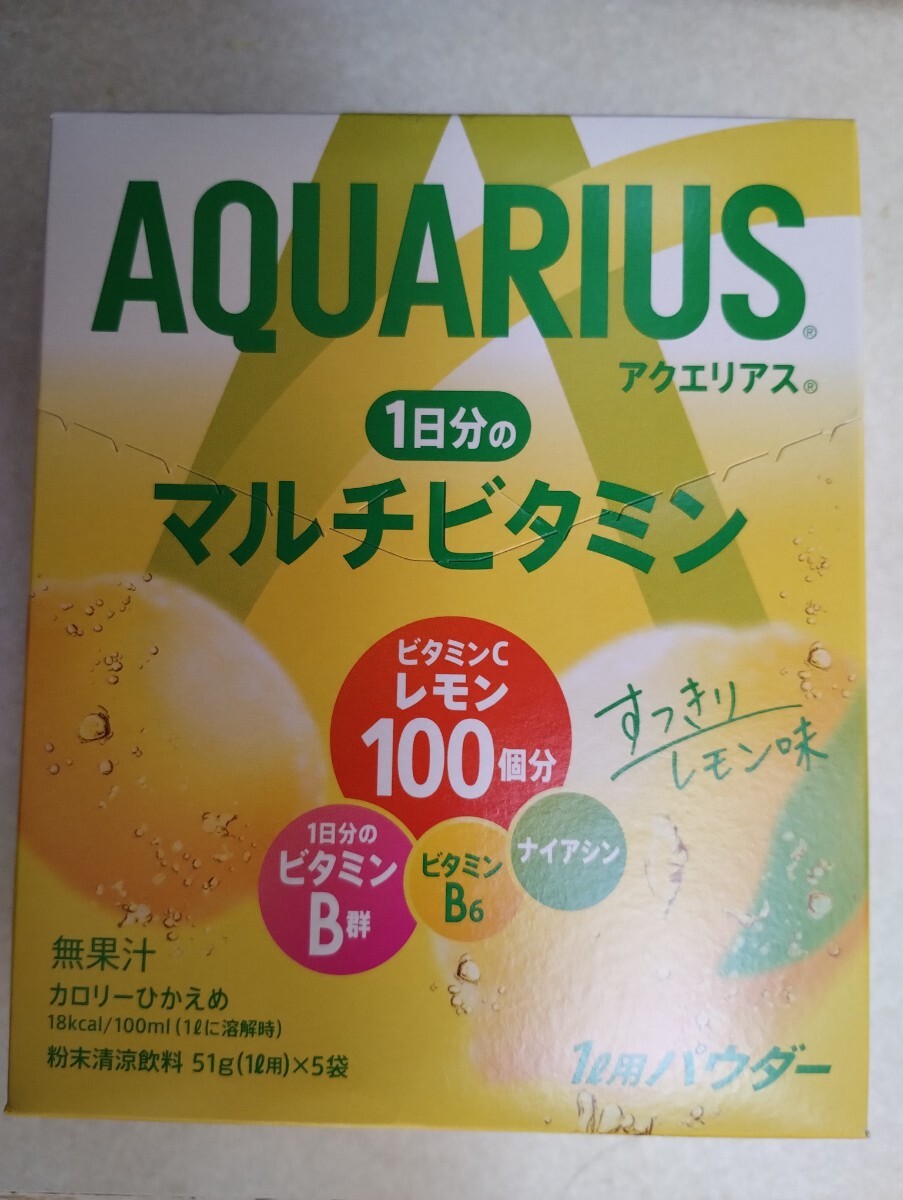 AQUARIUS®
アクエリアス®
1日分の
マルチビタミン
ビタミンC
レモン
100個分
すっきり
レモン味
1日分の
ビタミン
B群
ビタミン
B6
ナイアシン
無果汁
カロリーひかえめ
18kcal/100ml(1ℓに溶解時)
粉末清涼飲料 51g(1ℓ用)×5袋
1ℓ用パウダー